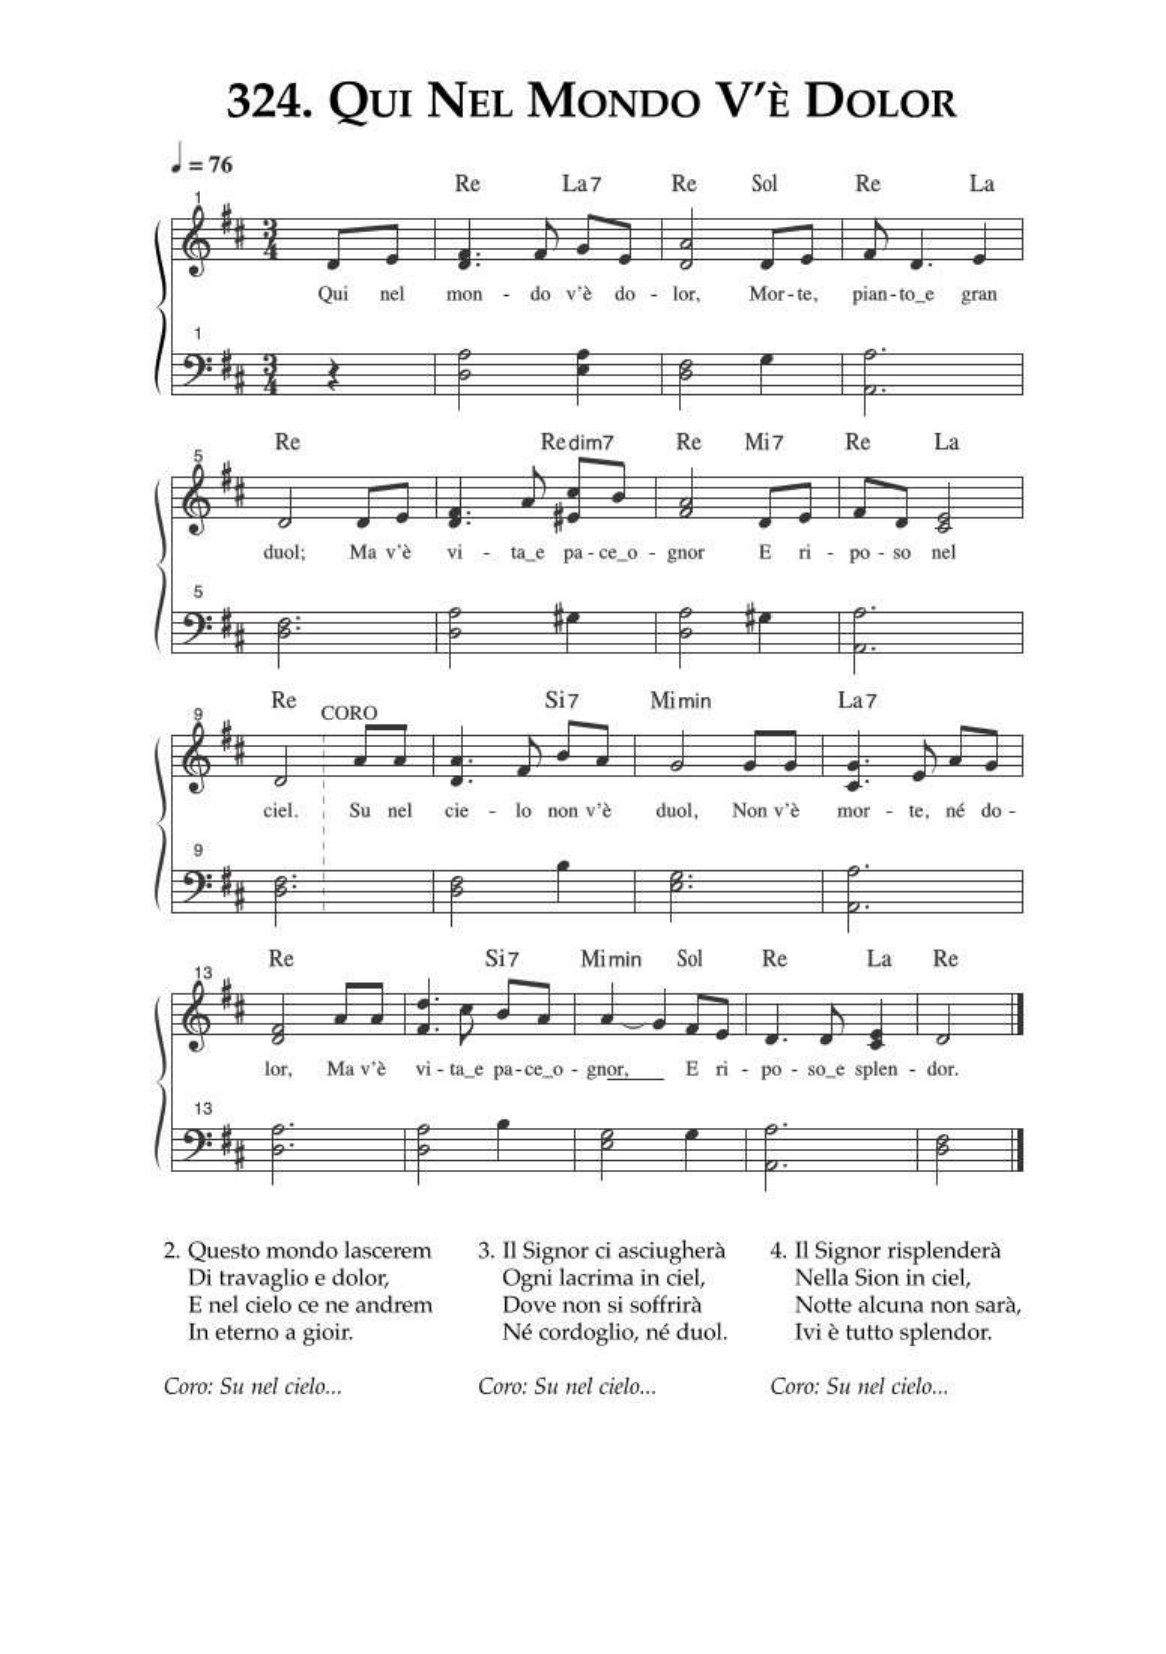 324. Qui Nel Mondo V'è Dolor
♩ = 76
Re La7 Re Sol Re La
1
3 4
Qui nel mon - do v'è do - lor, Mor - te, pian - to_e gran
1
3 4
Re Redim7 Re Mi7 Re La
5
duol; Ma v'è vi - ta_e pa - ce_o - gnor E ri - po - so nel
5
Re CORO Si7 Mimin La7
9
ciel. Su nel cie - lo non v'è duol, Non v'è mor - te, né do -
9
Re Si7 Mimin Sol Re La Re
13
lor, Ma v'è vi - ta_e pa - ce_o - gnor,____ E ri - po - so_e splen - dor.
13
2. Questo mondo lascerem
Di travaglio e dolor,
E nel cielo ce ne andrem
In eterno a gioir.
Coro: Su nel cielo...
3. Il Signor ci asciugherà
Ogni lacrima in ciel,
Dove non si soffrirà
Né cordoglio, né duol.
Coro: Su nel cielo...
4. Il Signor risplenderà
Nella Sion in ciel,
Notte alcuna non sarà,
Ivi è tutto splendor.
Coro: Su nel cielo...